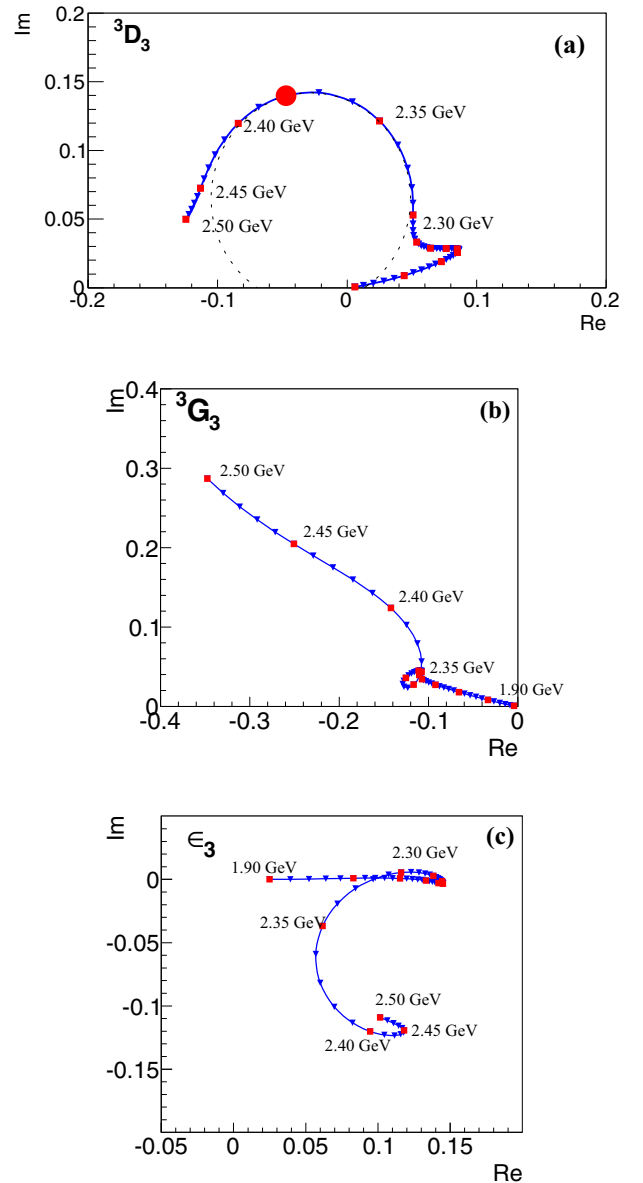 Im
³D₃
(a)
0.2
0.15
0.1
0.05
0
2.40 GeV
2.35 GeV
2.45 GeV
2.50 GeV
2.30 GeV
-0.2 -0.1 0 0.1 0.2
Re
Im
³G₃
(b)
0.4
0.3
0.2
0.1
0
2.50 GeV
2.45 GeV
2.40 GeV
2.35 GeV
1.90 GeV
-0.4 -0.3 -0.2 -0.1 0
Re
Im
∈₃
(c)
2.30 GeV
1.90 GeV
0
2.35 GeV
-0.05
2.50 GeV
-0.1
2.45 GeV
2.40 GeV
-0.15
-0.05 0 0.05 0.1 0.15
Re